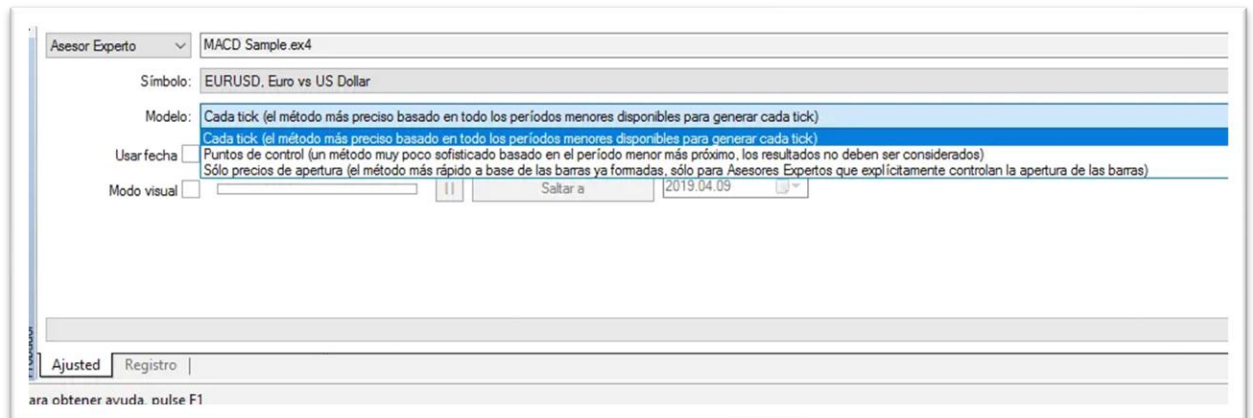 Asesor Experto MACD Sample.ex4
Símbolo: EURUSD, Euro vs US Dollar
Modelo: Cada tick (el método más preciso basado en todo los períodos menores disponibles para generar cada tick)
Cada tick (el método más preciso basado en todo los períodos menores disponibles para generar cada tick)
Usar fecha Puntos de control (un método muy poco sofisticado basado en el período menor más próximo, los resultados no deben ser considerados)
Sólo precios de apertura (el método más rápido a base de las barras ya formadas, sólo para Asesores Expertos que explícitamente controlan la apertura de las barras)
Modo visual Saltar a 2019.04.09
Ajusted Registro
ara obtener ayuda, pulse F1